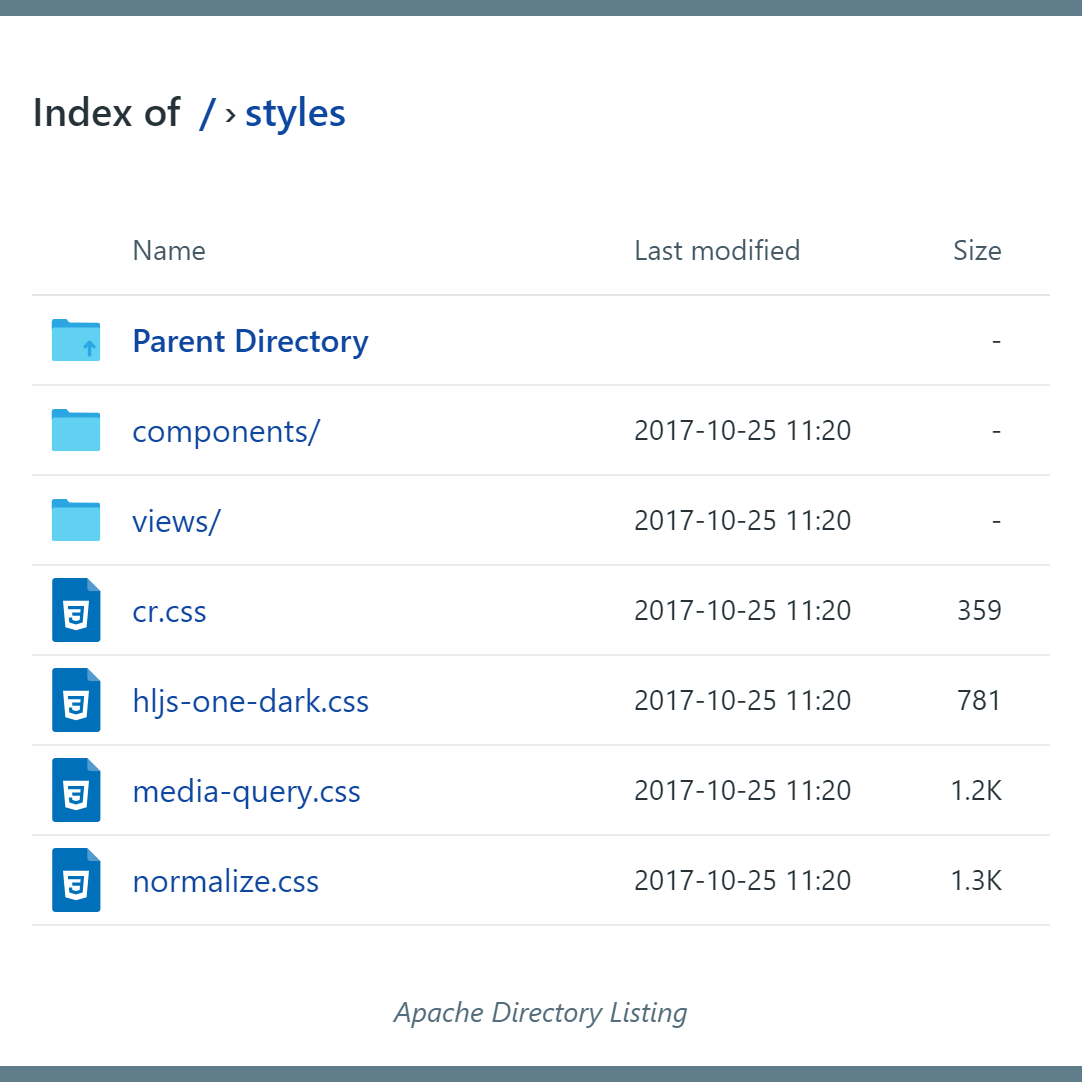 Index of / › styles
Name Last modified Size
Parent Directory -
components/ 2017-10-25 11:20 -
views/ 2017-10-25 11:20 -
cr.css 2017-10-25 11:20 359
hljs-one-dark.css 2017-10-25 11:20 781
media-query.css 2017-10-25 11:20 1.2K
normalize.css 2017-10-25 11:20 1.3K
Apache Directory Listing